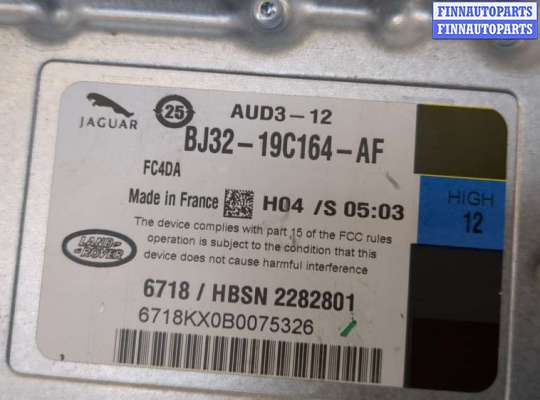 FINNAUTOPARTS
FINNAUTOPARTS
FINNAUTOPARTS
JAGUAR
25
AUD3-12
BJ32-19C164-AF
FC4DA
Made in France
H04 /S 05:03
HIGH
12
The device complies with part 15 of the FCC rules
operation is subject to the condition that this
device does not cause harmful interference
LAND
ROVER
6718 / HBSN 2282801
6718KX0B0075326